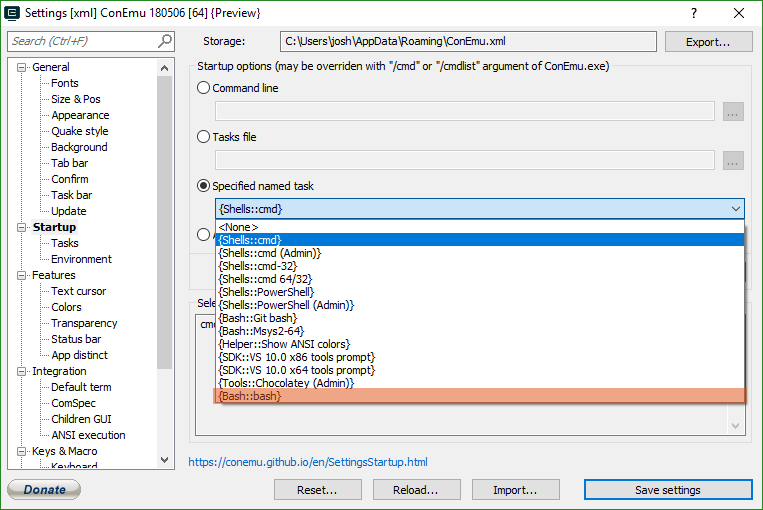 Settings [xml] ConEmu 180506 [64] {Preview}
Search (Ctrl+F)
Storage:
C:\Users\josh\AppData\Roaming\ConEmu.xml
Export...
General
Fonts
Size & Pos
Appearance
Quake style
Background
Tab bar
Confirm
Task bar
Update
Startup
Tasks
Environment
Features
Text cursor
Colors
Transparency
Status bar
App distinct
Integration
Default term
ComSpec
Children GUI
ANSI execution
Keys & Macro
Keyboard
Startup options (may be overriden with "/cmd" or "/cmdlist" argument of ConEmu.exe)
Command line
...
Tasks file
...
Specified named task
{Shells::cmd}
<None>
{Shells::cmd}
{Shells::cmd (Admin)}
{Shells::cmd-32}
{Shells::cmd 64/32}
{Shells::PowerShell}
{Shells::PowerShell (Admin)}
{Bash::Git bash}
{Bash::Msys2-64}
{Helper::Show ANSI colors}
{SDK::VS 10.0 x86 tools prompt}
{SDK::VS 10.0 x64 tools prompt}
{Tools::Chocolatey (Admin)}
{Bash::bash}
https://conemu.github.io/en/SettingsStartup.html
Donate
Reset...
Reload...
Import...
Save settings